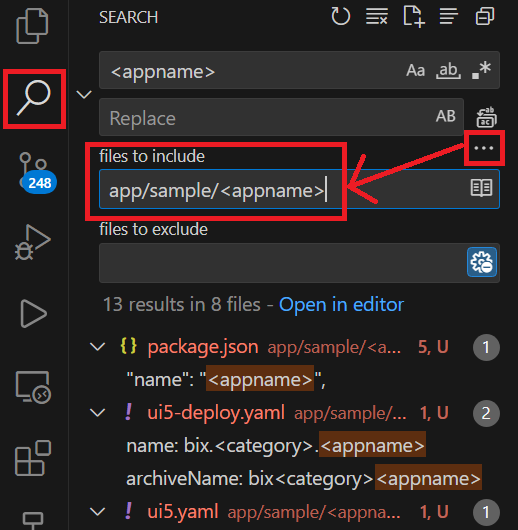 SEARCH
<appname>
Aa ab .*
Replace
AB
ab
ac
...
files to include
app/sample/<appname>
248
files to exclude
13 results in 8 files - Open in editor
{} package.json app/sample/<a... 5, U 1
"name": "<appname>",
! ui5-deploy.yaml app/sample/... 1, U 2
name: bix.<category>.<appname>
archiveName: bix<category><appname>
! ui5.yaml app/sample/<appna... 1, U 1